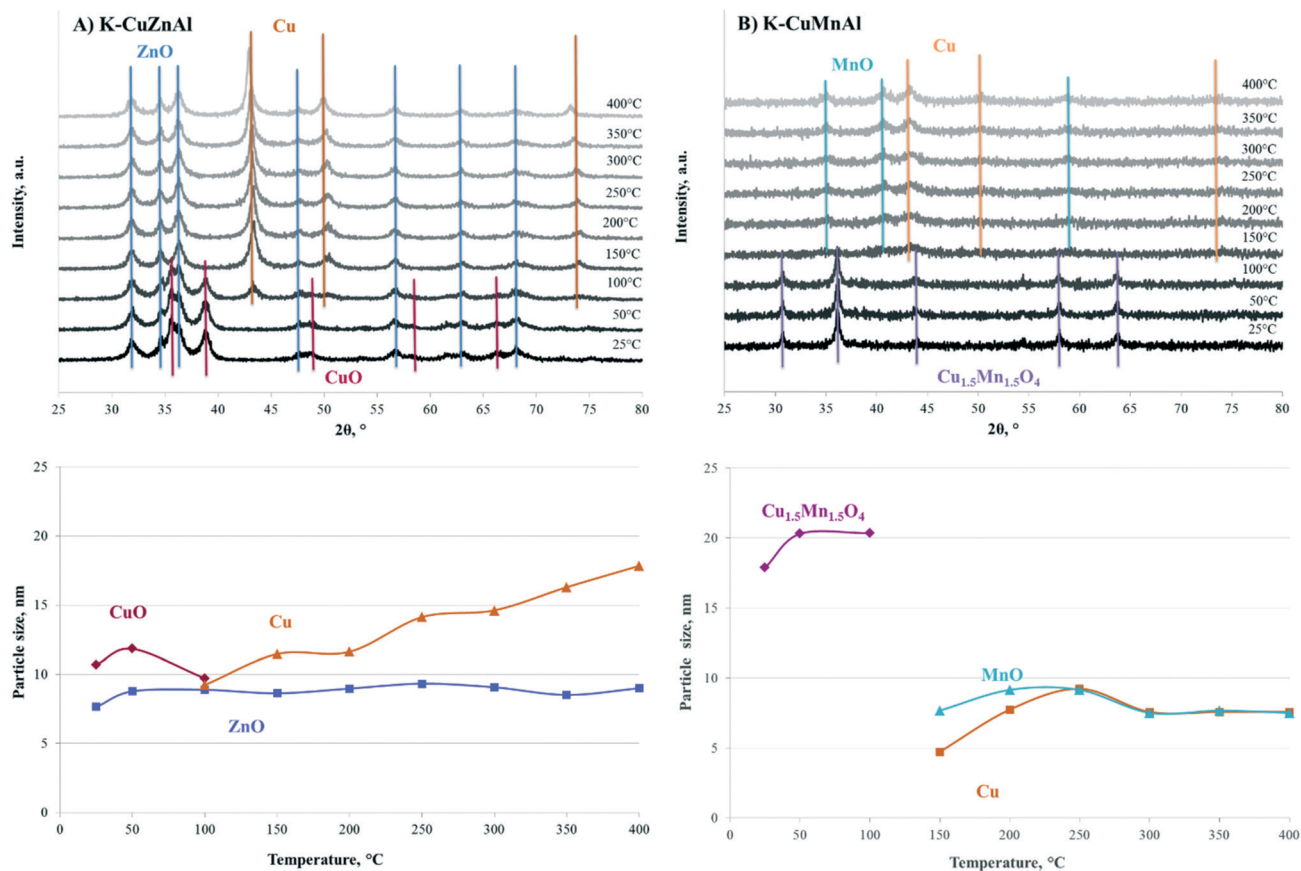 A) K-CuZnAl
Cu
ZnO
400°C
350°C
300°C
250°C
200°C
150°C
100°C
50°C
25°C
CuO
Intensity, a.u.
25 30 35 40 45 50 55 60 65 70 75 80
2θ, °
B) K-CuMnAl
Cu
MnO
400°C
350°C
300°C
250°C
200°C
150°C
100°C
50°C
25°C
Cu₁.₅Mn₁.₅O₄
Intensity, a.u.
25 30 35 40 45 50 55 60 65 70 75 80
2θ, °
25
20
15
10
5
0
Particle size, nm
CuO
Cu
ZnO
0 50 100 150 200 250 300 350 400
Temperature, °C
25
20
15
10
5
0
Particle size, nm
Cu₁.₅Mn₁.₅O₄
MnO
Cu
0 50 100 150 200 250 300 350 400
Temperature, °C